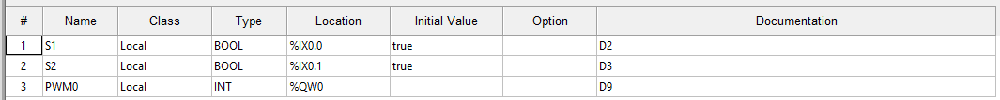 # Name Class Type Location Initial Value Option Documentation
1 S1 Local BOOL %IX0.0 true D2
2 S2 Local BOOL %IX0.1 true D3
3 PWM0 Local INT %QW0 D9